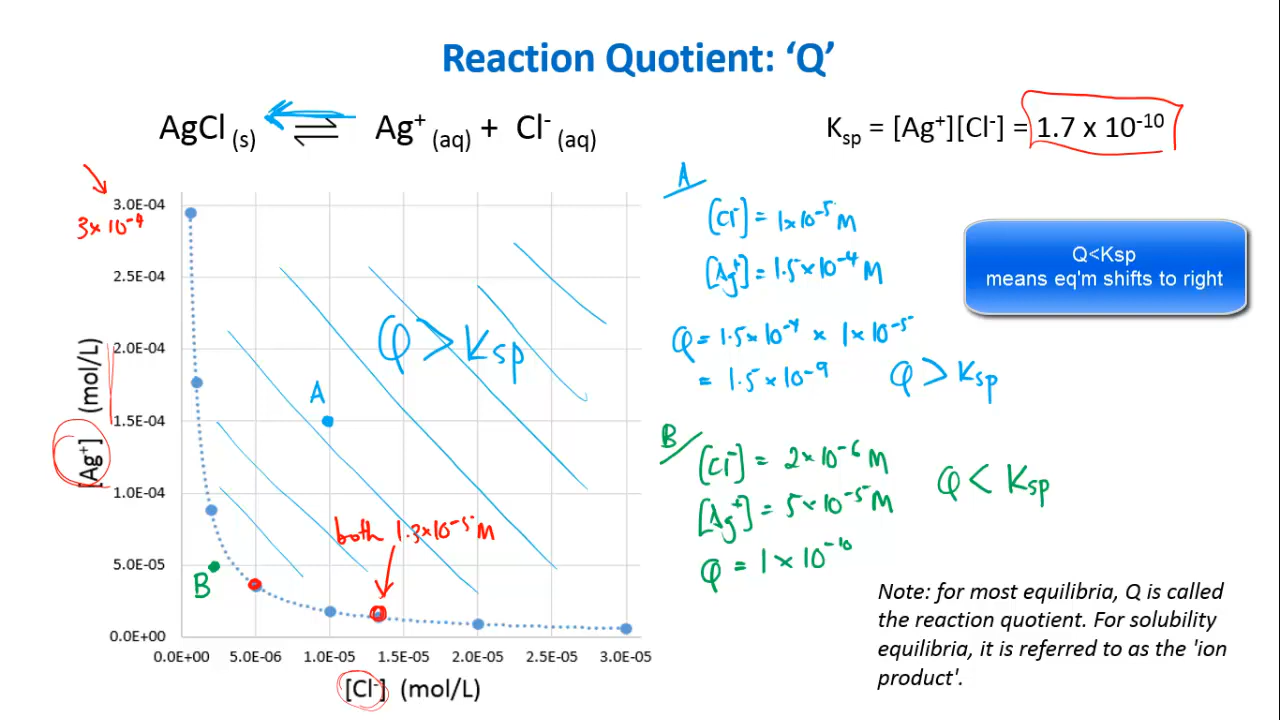 Reaction Quotient: ‘Q’
AgCl (s) ⇌ Ag⁺ (aq) + Cl⁻ (aq)
Ksp = [Ag⁺][Cl⁻] = 1.7 x 10⁻¹⁰
3.0E-04
3x10⁻⁴
2.5E-04
2.0E-04
1.5E-04
1.0E-04
5.0E-05
0.0E+00
[Ag⁺] (mol/L)
0.0E+00 5.0E-06 1.0E-05 1.5E-05 2.0E-05 2.5E-05 3.0E-05
[Cl⁻] (mol/L)
Q > Ksp
A
B
both 1.3x10⁻⁵ M
A
[Cl⁻] = 1x10⁻⁵ M
[Ag⁺] = 1.5x10⁻⁴ M
Q = 1.5x10⁻⁴ x 1x10⁻⁵
= 1.5x10⁻⁹ Q > Ksp
B
[Cl⁻] = 2x10⁻⁶ M
[Ag⁺] = 5x10⁻⁵ M
Q = 1x10⁻¹⁰
Q < Ksp
Q<Ksp
means eq'm shifts to right
Note: for most equilibria, Q is called
the reaction quotient. For solubility
equilibria, it is referred to as the 'ion
product'.